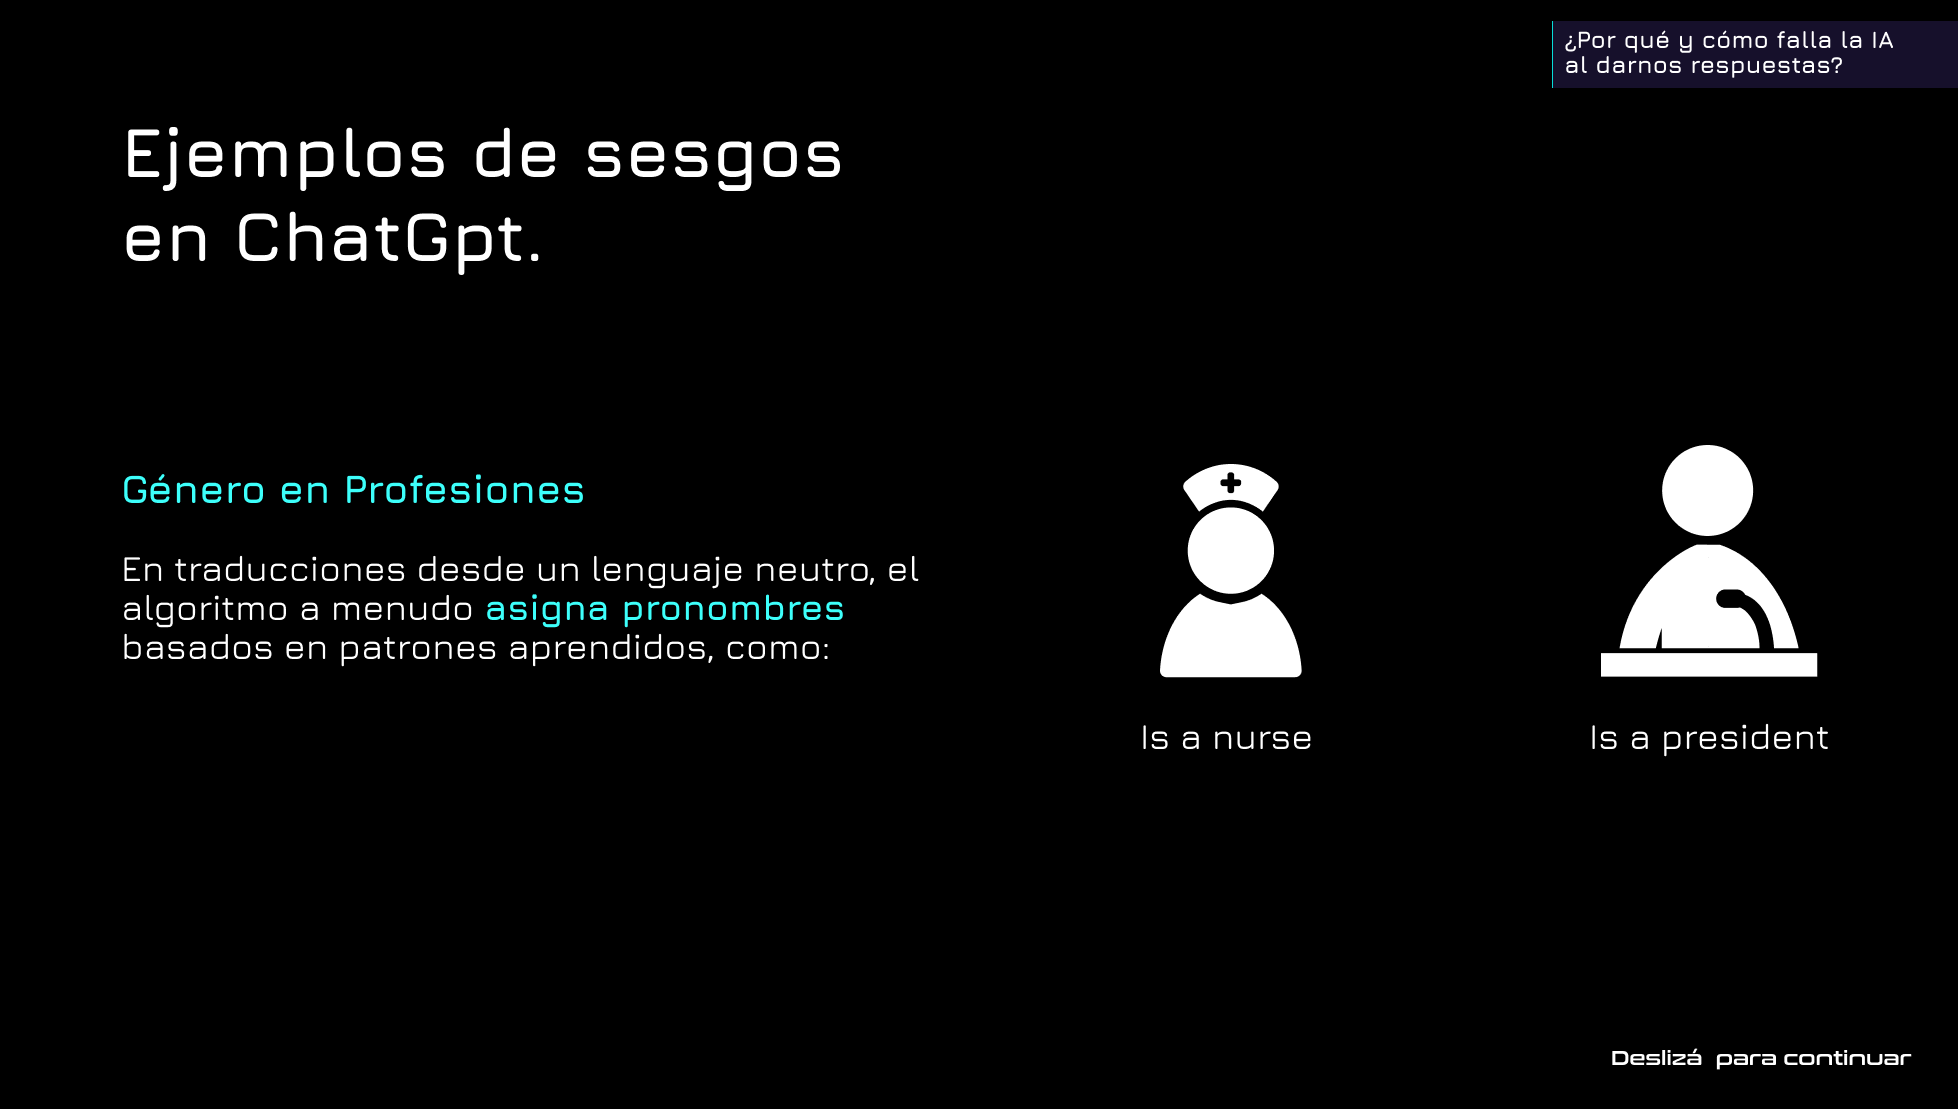 ¿Por qué y cómo falla la IA
al darnos respuestas?
Ejemplos de sesgos
en ChatGpt.
Género en Profesiones
En traducciones desde un lenguaje neutro, el
algoritmo a menudo asigna pronombres
basados en patrones aprendidos, como:
Is a nurse
Is a president
Deslizá para continuar